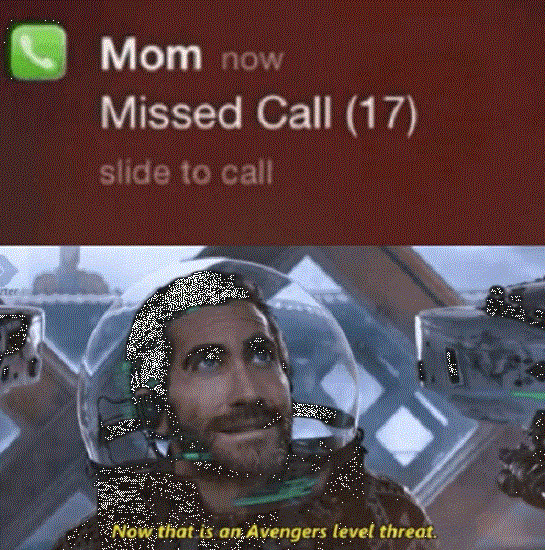 Mom now
Missed Call (17)
slide to call
Now that is an Avengers level threat.